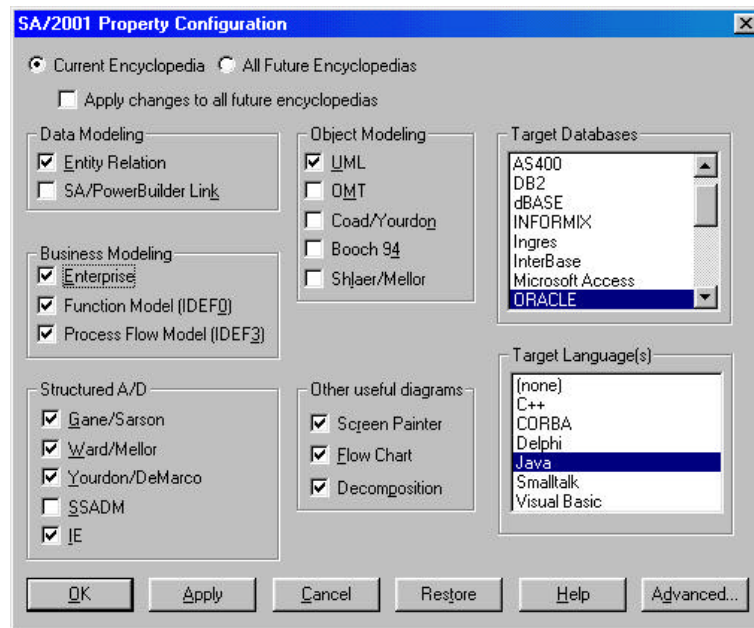 SA/2001 Property Configuration
Current Encyclopedia
All Future Encyclopedias
Apply changes to all future encyclopedias
Data Modeling
Entity Relation
SA/PowerBuilder Link
Business Modeling
Enterprise
Function Model (IDEF0)
Process Flow Model (IDEF3)
Structured A/D
Gane/Sarson
Ward/Mellor
Yourdon/DeMarco
SSADM
IE
Object Modeling
UML
OMT
Coad/Yourdon
Booch 94
Shlaer/Mellor
Other useful diagrams
Screen Painter
Flow Chart
Decomposition
Target Databases
AS400
DB2
dBASE
INFORMIX
Ingres
InterBase
Microsoft Access
ORACLE
Target Language(s)
(none)
C++
CORBA
Delphi
Java
Smalltalk
Visual Basic
OK
Apply
Cancel
Restore
Help
Advanced...